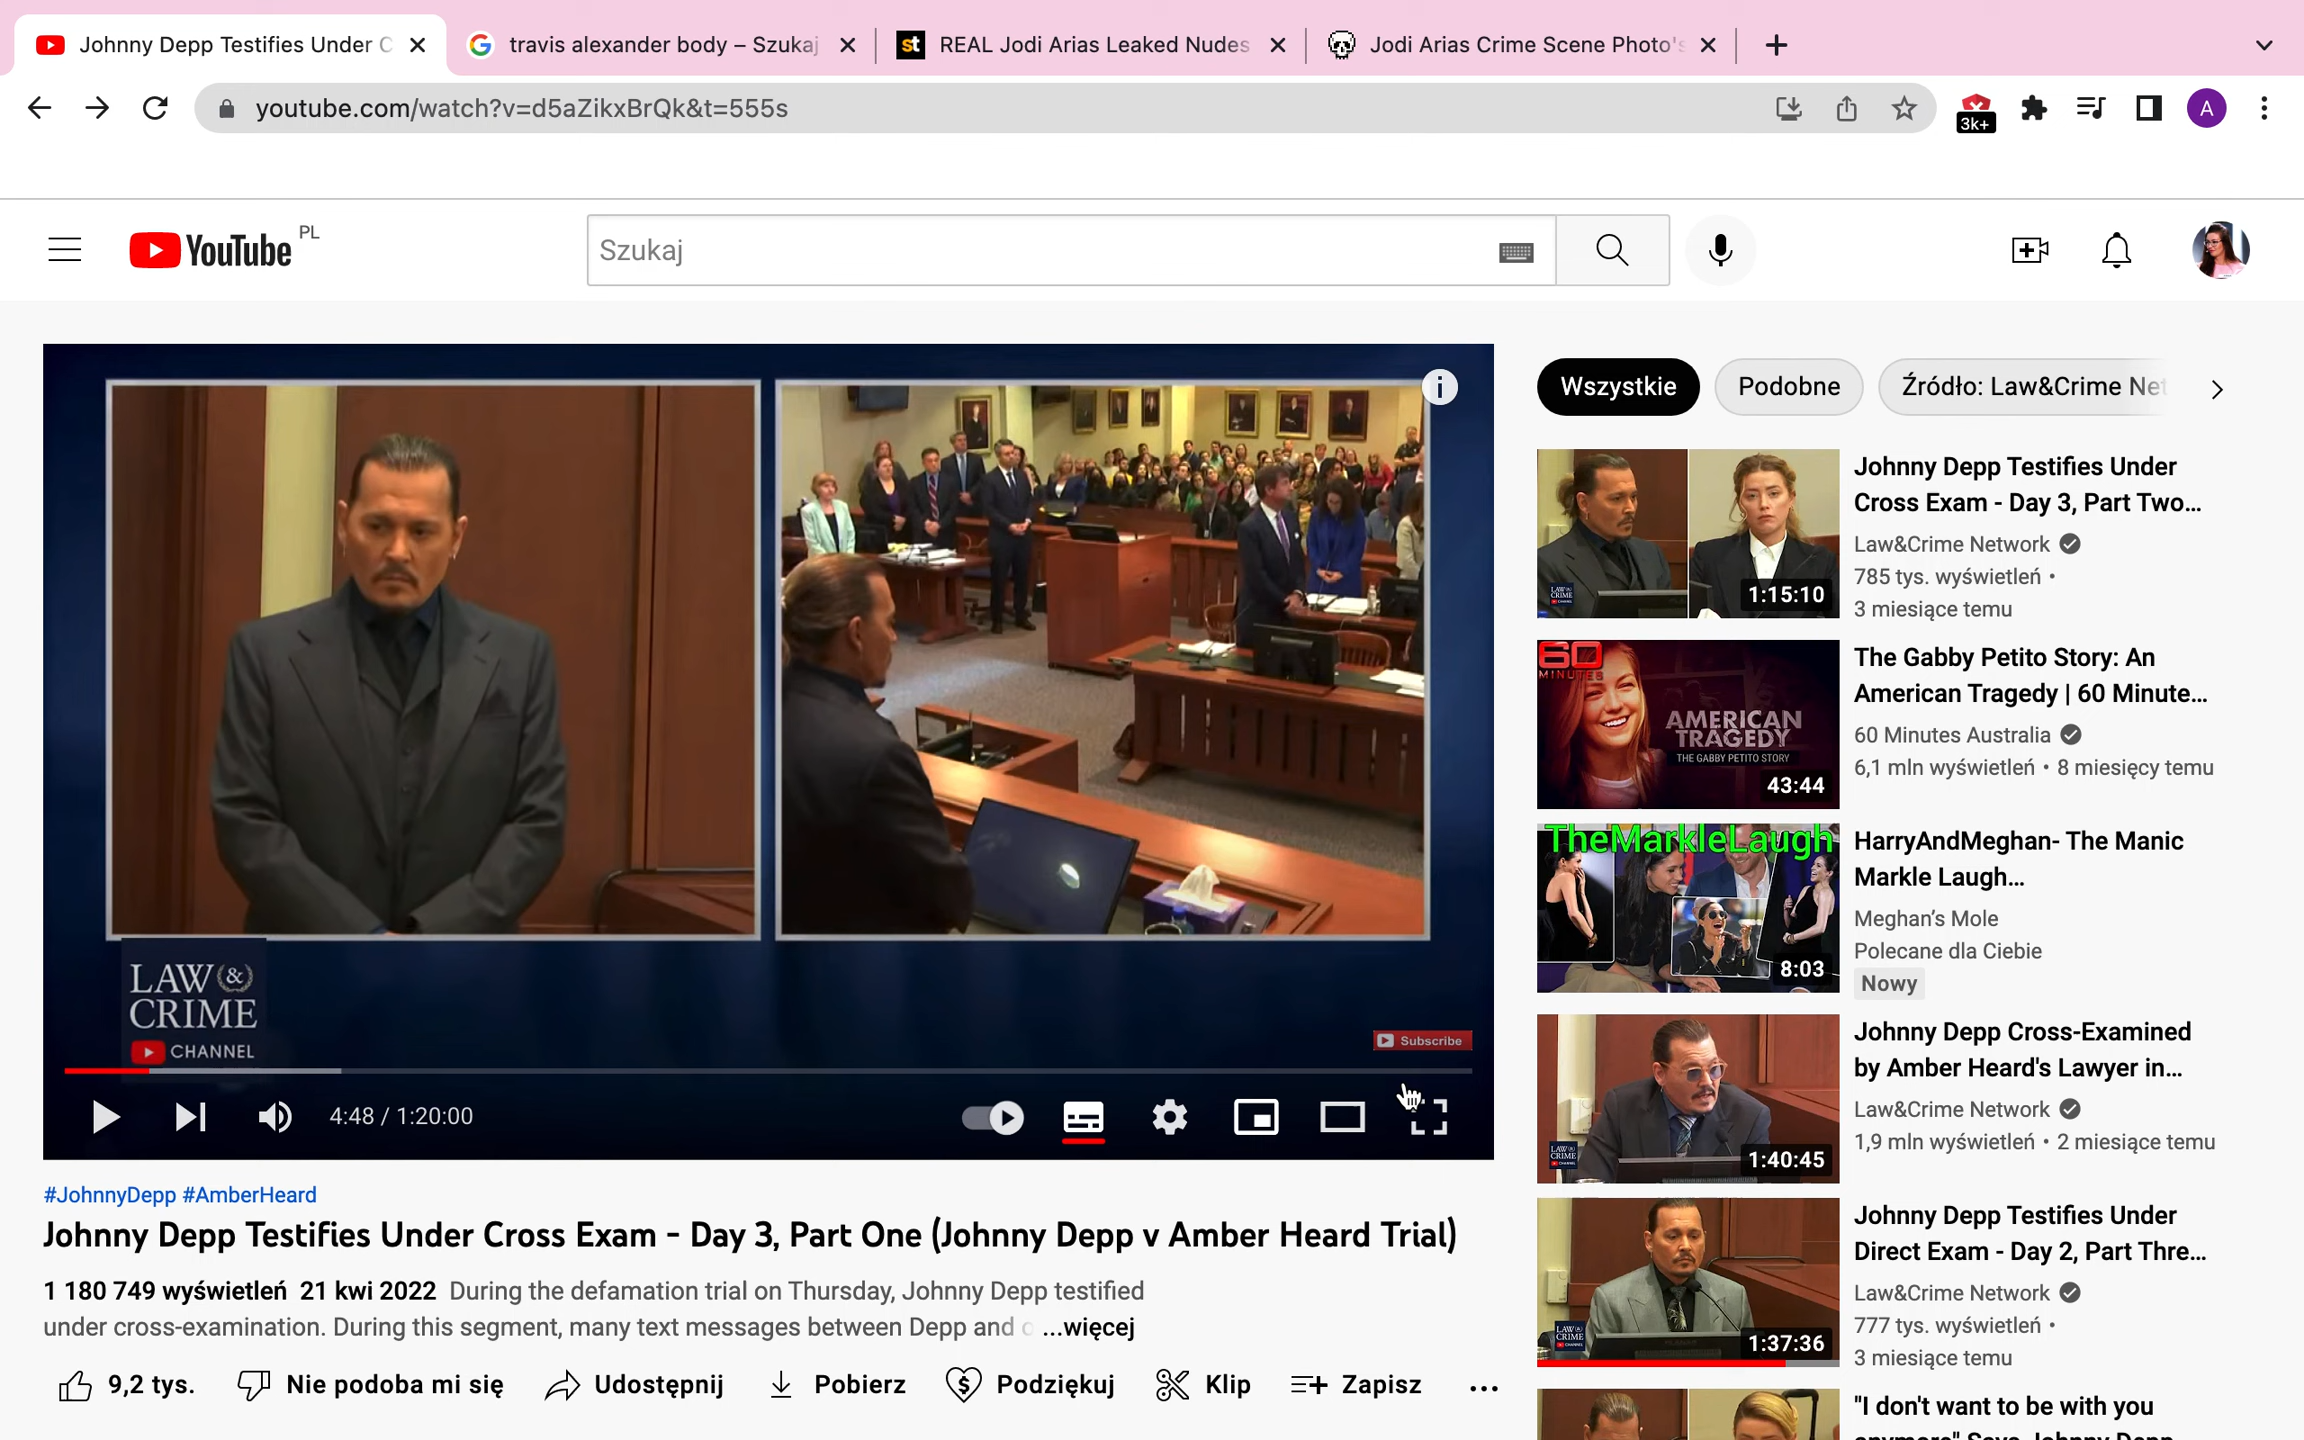 Johnny Depp Testifies Under C
travis alexander body – Szukaj
REAL Jodi Arias Leaked Nudes
Jodi Arias Crime Scene Photo's
youtube.com/watch?v=d5aZikxBrQk&t=555s
3k+
A
YouTube PL
Szukaj
LAW &
CRIME
CHANNEL
Subscribe
4:48 / 1:20:00
#JohnnyDepp #AmberHeard
Johnny Depp Testifies Under Cross Exam - Day 3, Part One (Johnny Depp v Amber Heard Trial)
1 180 749 wyświetleń 21 kwi 2022 During the defamation trial on Thursday, Johnny Depp testified
under cross-examination. During this segment, many text messages between Depp and o ...więcej
9,2 tys.
Nie podoba mi się
Udostępnij
Pobierz
Podziękuj
Klip
Zapisz
Wszystkie
Podobne
Źródło: Law&Crime Net
Johnny Depp Testifies Under
Cross Exam - Day 3, Part Two...
Law&Crime Network
785 tys. wyświetleń •
3 miesiące temu
LAW &
CRIME
1:15:10
60
MINUTES
AMERICAN
TRAGEDY
THE GABBY PETITO STORY
43:44
The Gabby Petito Story: An
American Tragedy | 60 Minute...
60 Minutes Australia
6,1 mln wyświetleń • 8 miesięcy temu
TheMarkleLaugh
8:03
HarryAndMeghan- The Manic
Markle Laugh...
Meghan's Mole
Polecane dla Ciebie
Nowy
LAW &
CRIME
1:40:45
Johnny Depp Cross-Examined
by Amber Heard's Lawyer in...
Law&Crime Network
1,9 mln wyświetleń • 2 miesiące temu
LAW &
CRIME
1:37:36
Johnny Depp Testifies Under
Direct Exam - Day 2, Part Thre...
Law&Crime Network
777 tys. wyświetleń •
3 miesiące temu
"I don't want to be with you
anymore" Says Johnny Depp